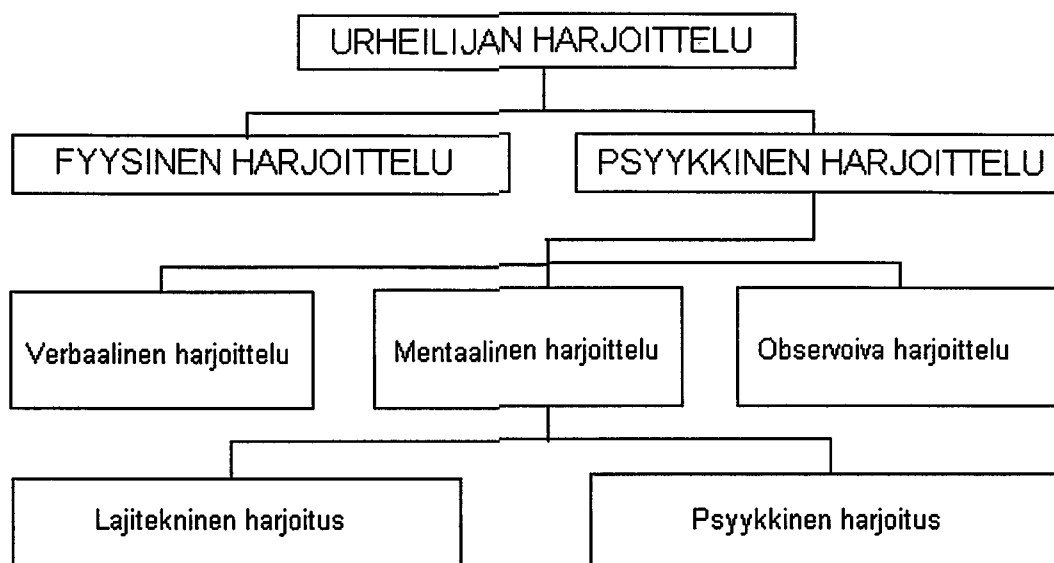 URHEILIJAN HARJOITTELU
FYYSINEN HARJOITTELU
PSYYKKINEN HARJOITTELU
Verbaalinen harjoittelu
Mentaalinen harjoittelu
Observoiva harjoittelu
Lajitekninen harjoitus
Psyykkinen harjoitus